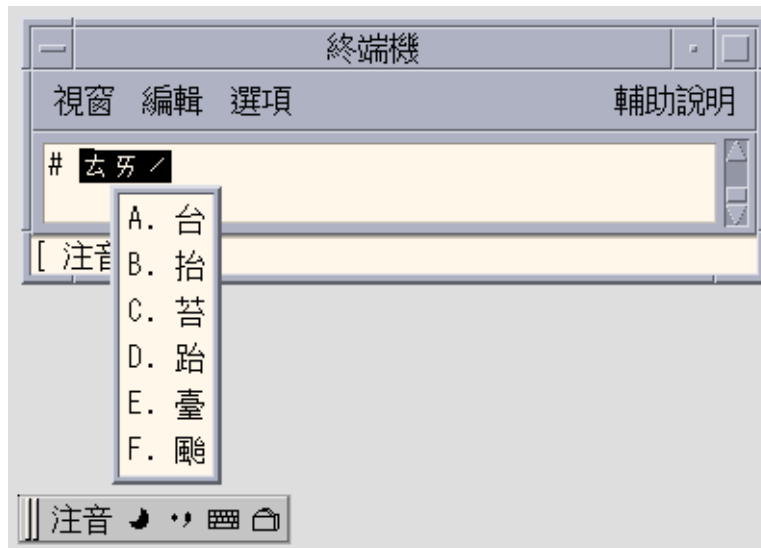 終端機
視窗 編輯 選項 輔助說明
# ㄊㄞˊ
A. 台
[ 注音
B. 抬
C. 苔
D. 跆
E. 臺
F. 颱
注音